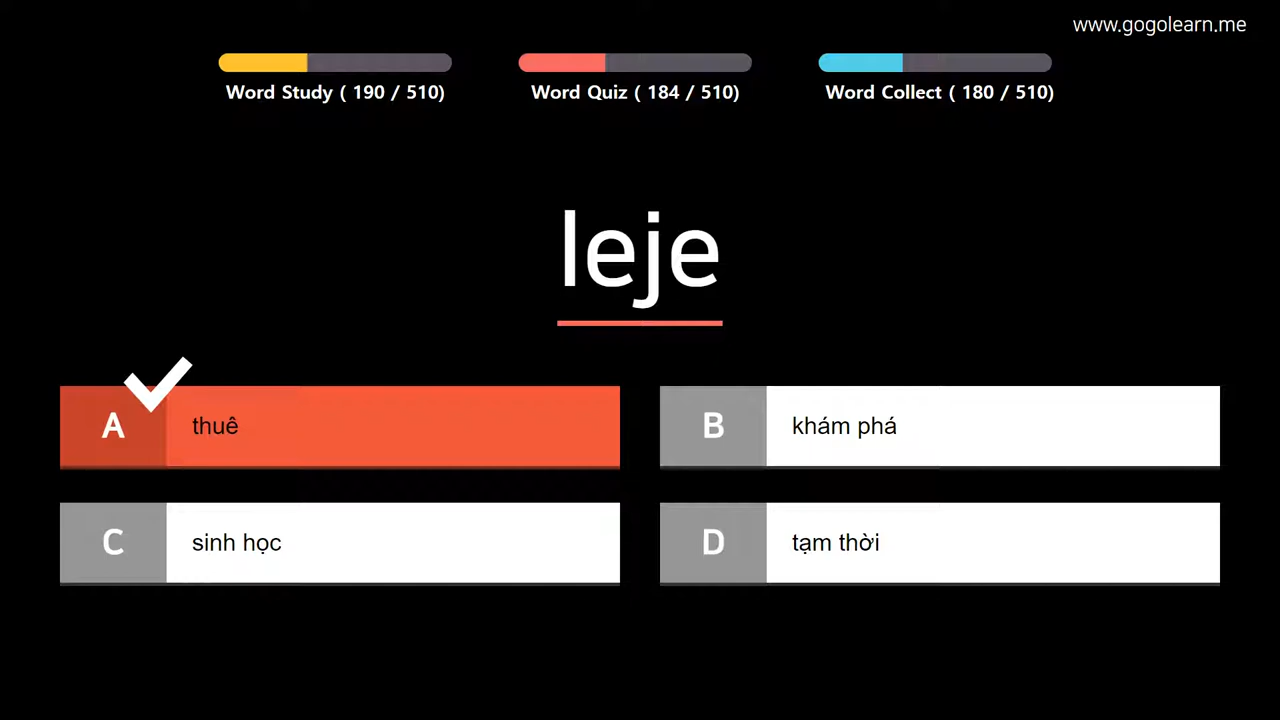 www.gogolearn.me
Word Study ( 190 / 510)
Word Quiz ( 184 / 510)
Word Collect ( 180 / 510)
leje
A thuê
B khám phá
C sinh học
D tạm thời